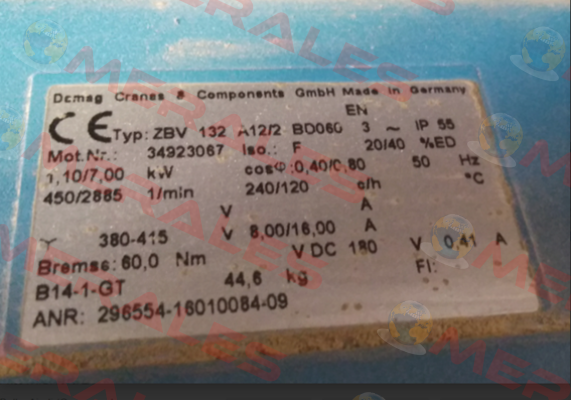 Demag Cranes & Components GmbH Made in Germany
EN
CE Typ: ZBV 132 A12/2 BD060 3 ~ IP 55
Mot.Nr.: 34923067 Iso.: F 20/40 %ED
1,10/7,00 kW cosφ:0,40/0,80 50 Hz
450/2885 1/min 240/120 c/h °C
V A
Y 380-415 V 8,00/16,00 A
Bremse: 60,0 Nm V DC 180 V 0,41 A
B14-1-GT 44,6 kg FI:
ANR: 296554-16010084-09
MERALES